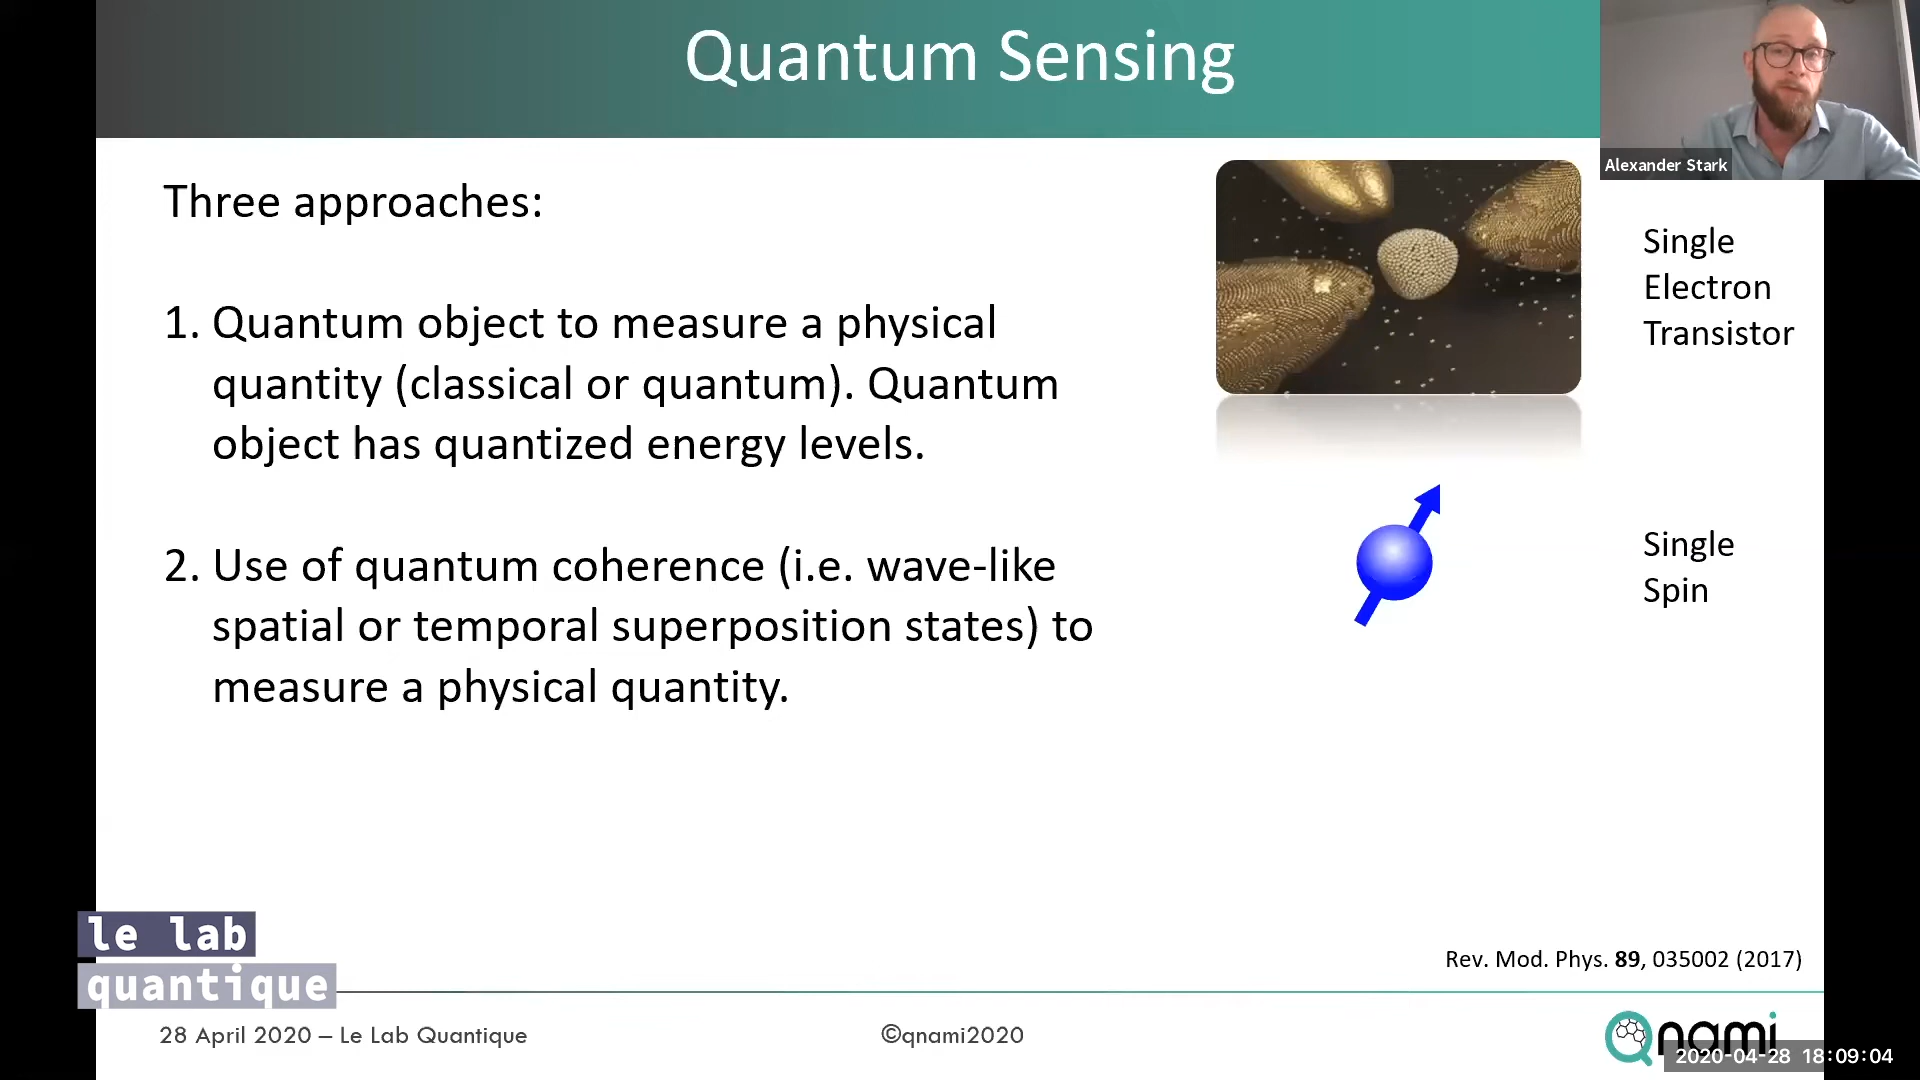 Quantum Sensing
Alexander Stark
Three approaches:
1. Quantum object to measure a physical
quantity (classical or quantum). Quantum
object has quantized energy levels.
2. Use of quantum coherence (i.e. wave-like
spatial or temporal superposition states) to
measure a physical quantity.
Single
Electron
Transistor
Single
Spin
Rev. Mod. Phys. 89, 035002 (2017)
le lab
quantique
28 April 2020 – Le Lab Quantique
©qnami2020
Qnami
2020-04-28 18:09:04